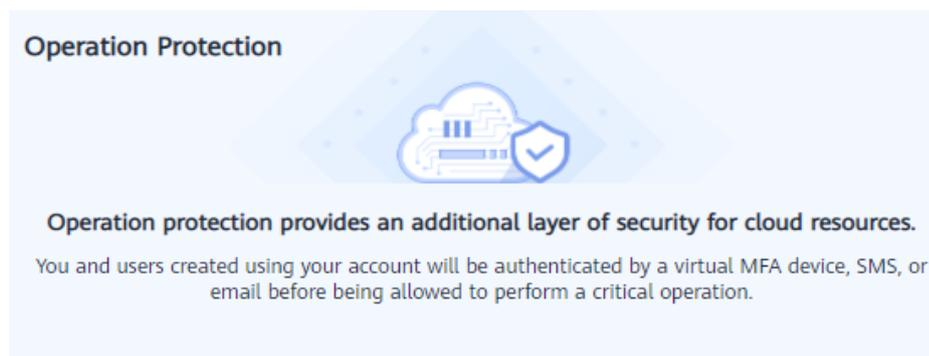 Operation Protection
Operation protection provides an additional layer of security for cloud resources.
You and users created using your account will be authenticated by a virtual MFA device, SMS, or
email before being allowed to perform a critical operation.